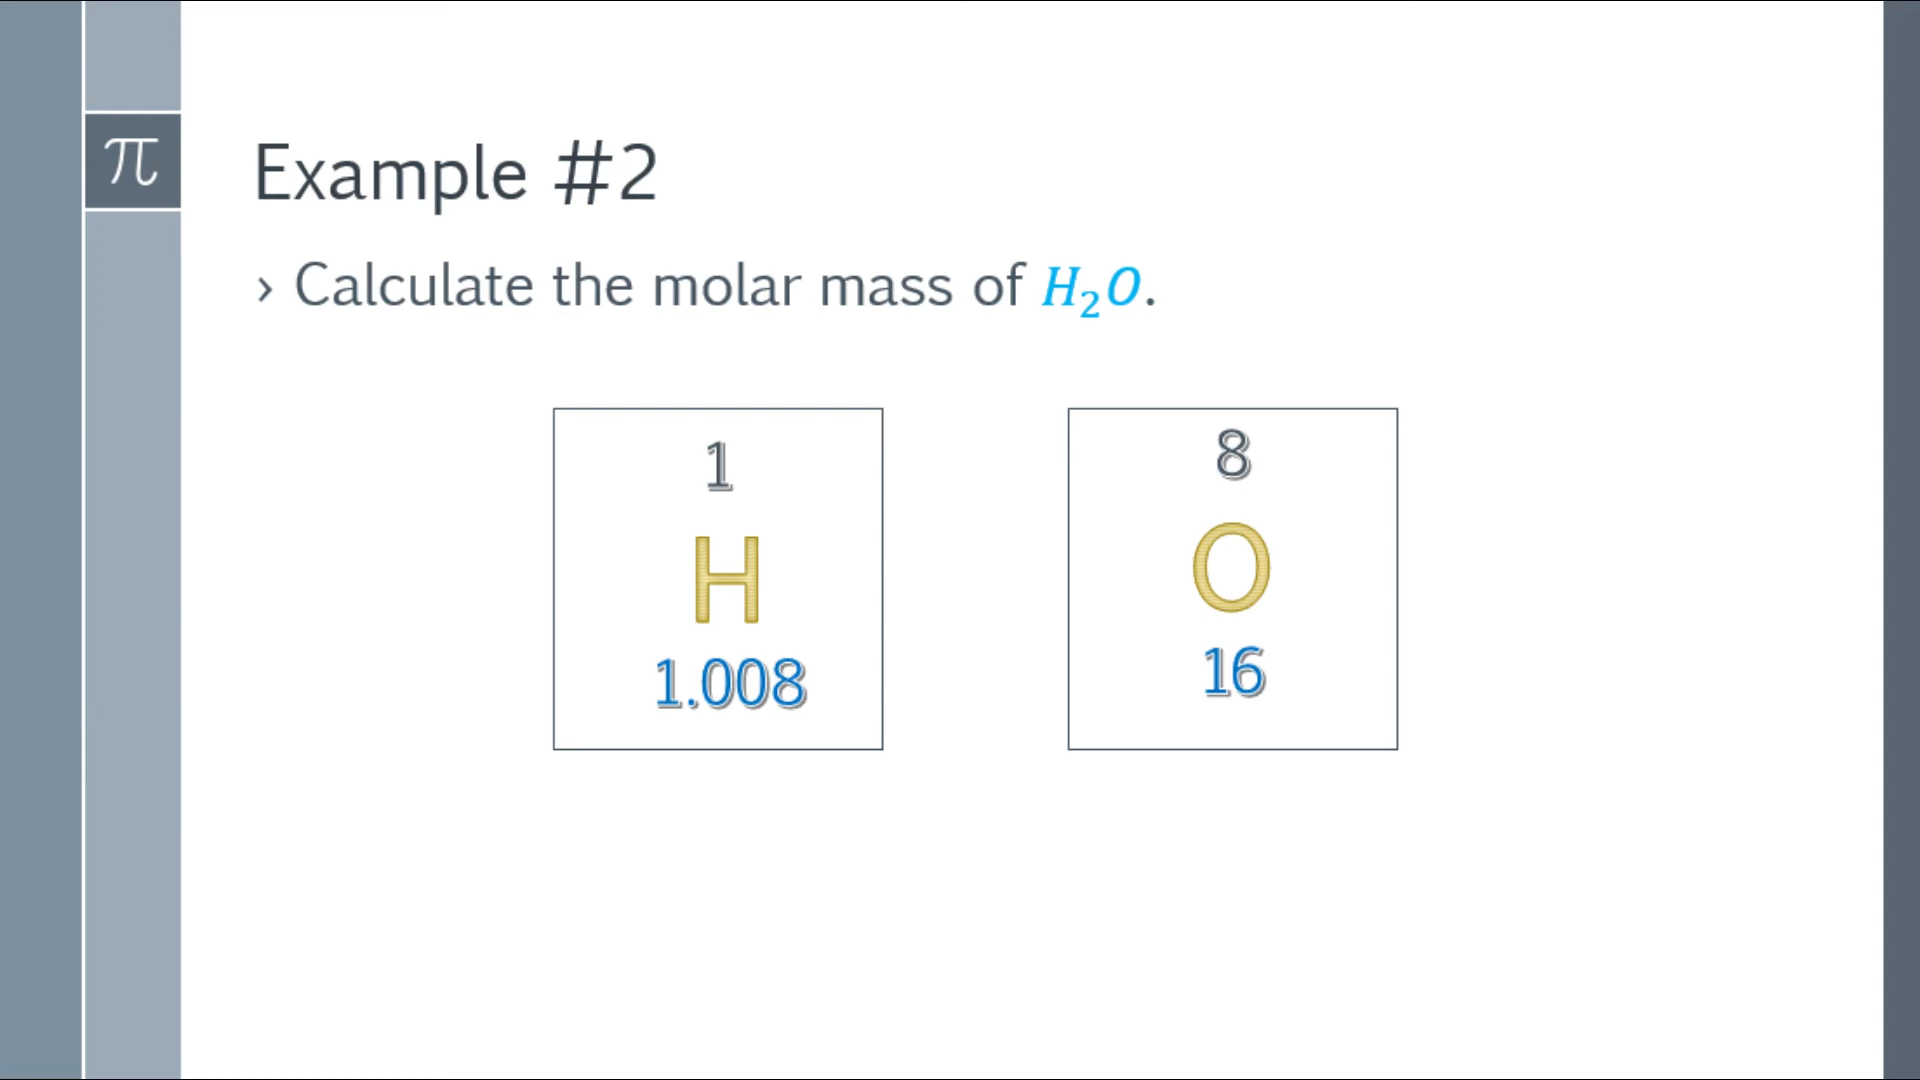 π
Example #2
› Calculate the molar mass of H₂O.
1
H
1.008
8
O
16